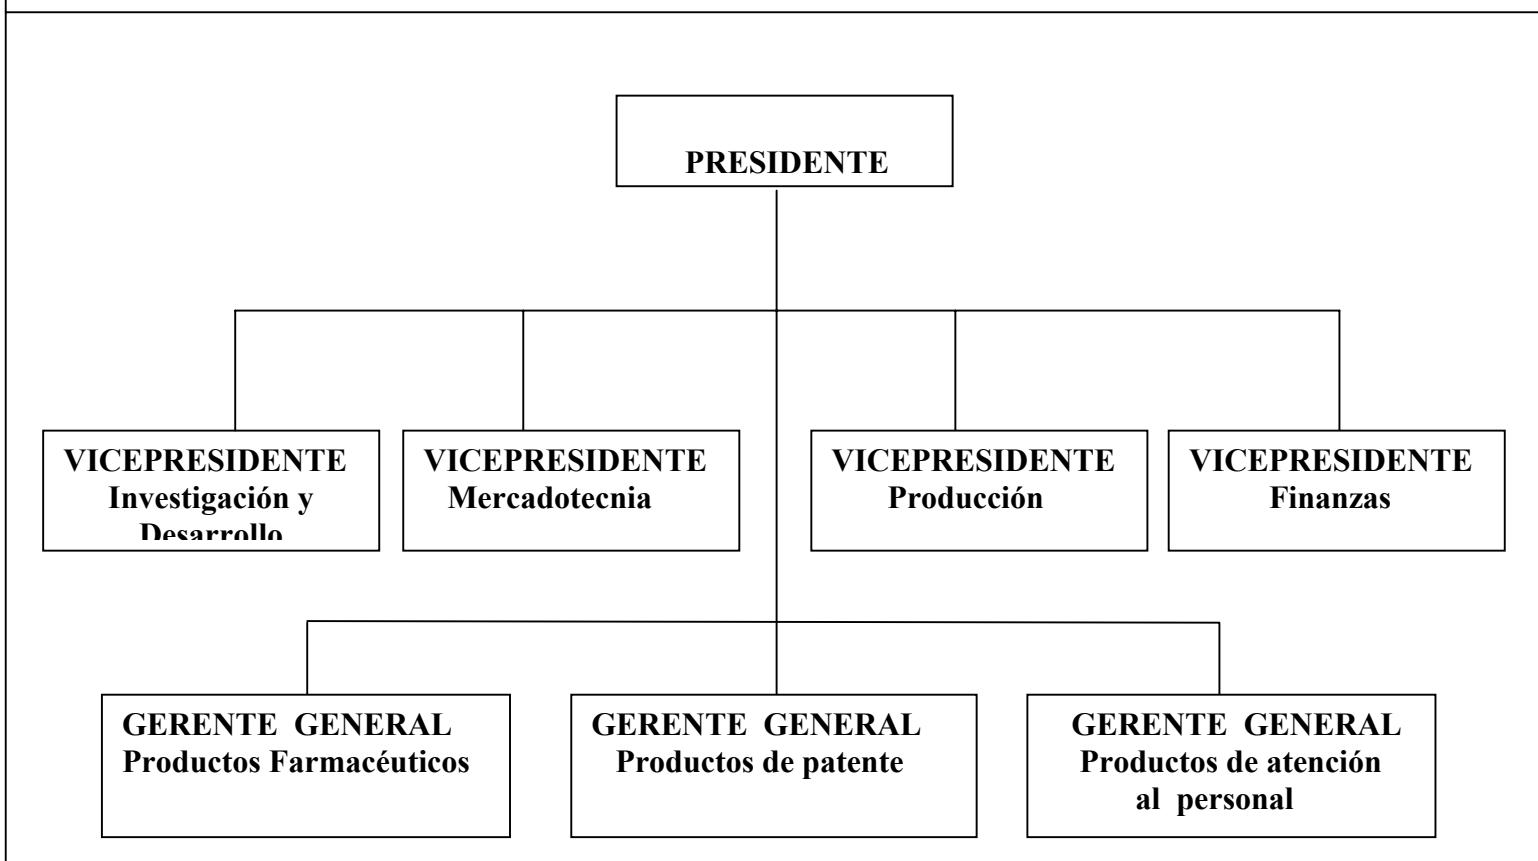 PRESIDENTE
VICEPRESIDENTE
Investigación y
Desarrollo
VICEPRESIDENTE
Mercadotecnia
VICEPRESIDENTE
Producción
VICEPRESIDENTE
Finanzas
GERENTE GENERAL
Productos Farmacéuticos
GERENTE GENERAL
Productos de patente
GERENTE GENERAL
Productos de atención
al personal